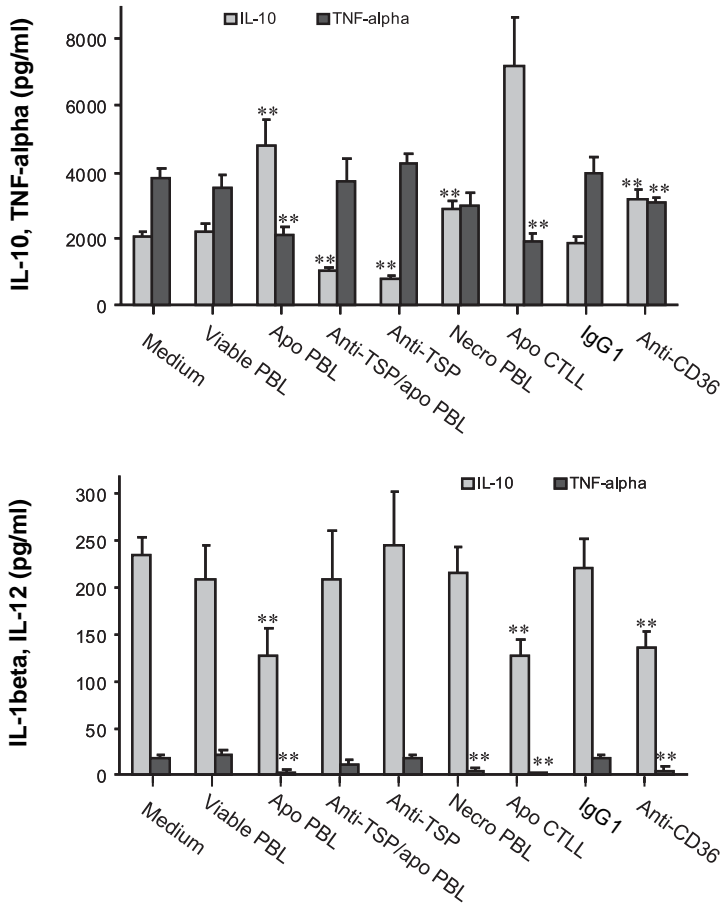 IL-10 TNF-alpha
IL-10, TNF-alpha (pg/ml)
8000
6000
4000
2000
0
** ** ** ** ** ** ** **
Medium
Viable PBL
Apo PBL
Anti-TSP/apo PBL
Anti-TSP
Necro PBL
Apo CTLL
IgG1
Anti-CD36
IL-10 TNF-alpha
IL-1beta, IL-12 (pg/ml)
300
250
200
150
100
50
0
** ** ** ** ** ** **
Medium
Viable PBL
Apo PBL
Anti-TSP/apo PBL
Anti-TSP
Necro PBL
Apo CTLL
IgG1
Anti-CD36